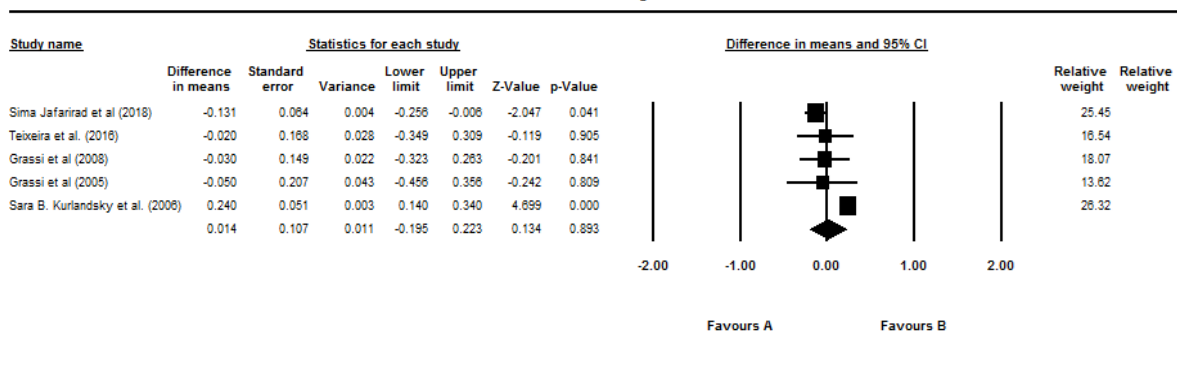 Study name Statistics for each study Difference in means and 95% CI
Difference in means Standard error Variance Lower limit Upper limit Z-Value p-Value Relative weight Relative weight
Sima Jafarirad et al (2018) -0.131 0.064 0.004 -0.256 -0.006 -2.047 0.041 25.45
Teixeira et al. (2016) -0.020 0.168 0.028 -0.349 0.309 -0.119 0.905 16.54
Grassi et al (2008) -0.030 0.149 0.022 -0.323 0.263 -0.201 0.841 18.07
Grassi et al (2005) -0.050 0.207 0.043 -0.456 0.356 -0.242 0.809 13.62
Sara B. Kurlandsky et al. (2006) 0.240 0.051 0.003 0.140 0.340 4.699 0.000 26.32
0.014 0.107 0.011 -0.195 0.223 0.134 0.893
-2.00 -1.00 0.00 1.00 2.00
Favours A Favours B